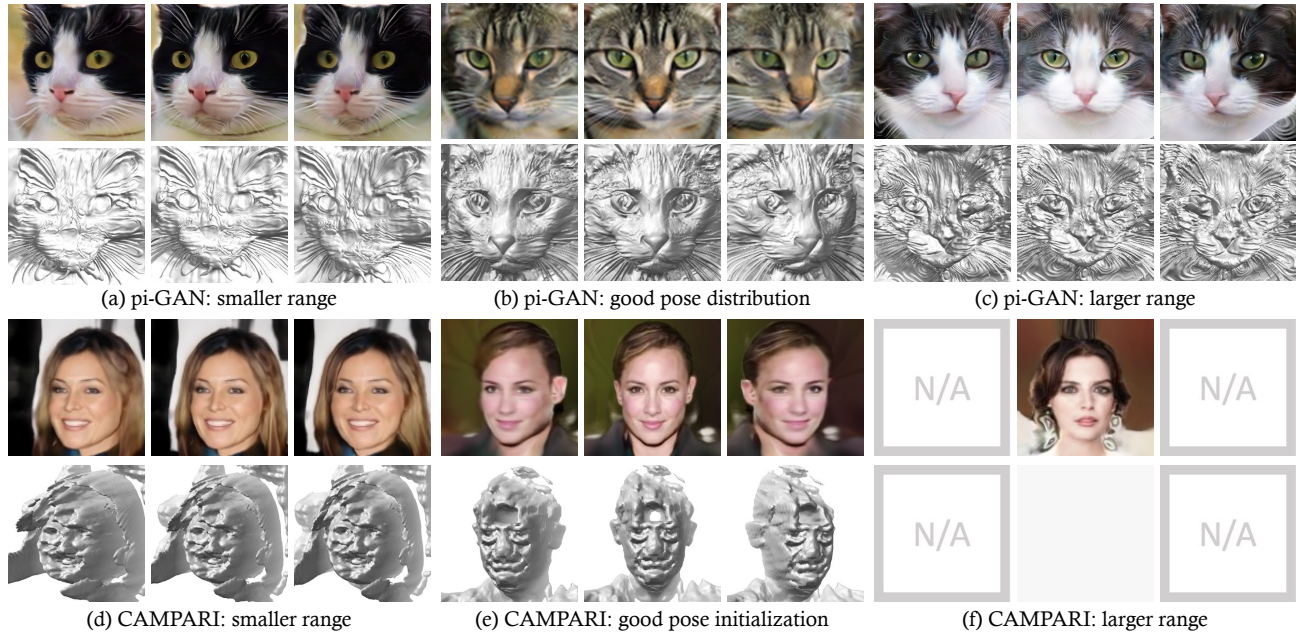 (a) pi-GAN: smaller range
(b) pi-GAN: good pose distribution
(c) pi-GAN: larger range
N/A
N/A
N/A
N/A
(d) CAMPARI: smaller range
(e) CAMPARI: good pose initialization
(f) CAMPARI: larger range